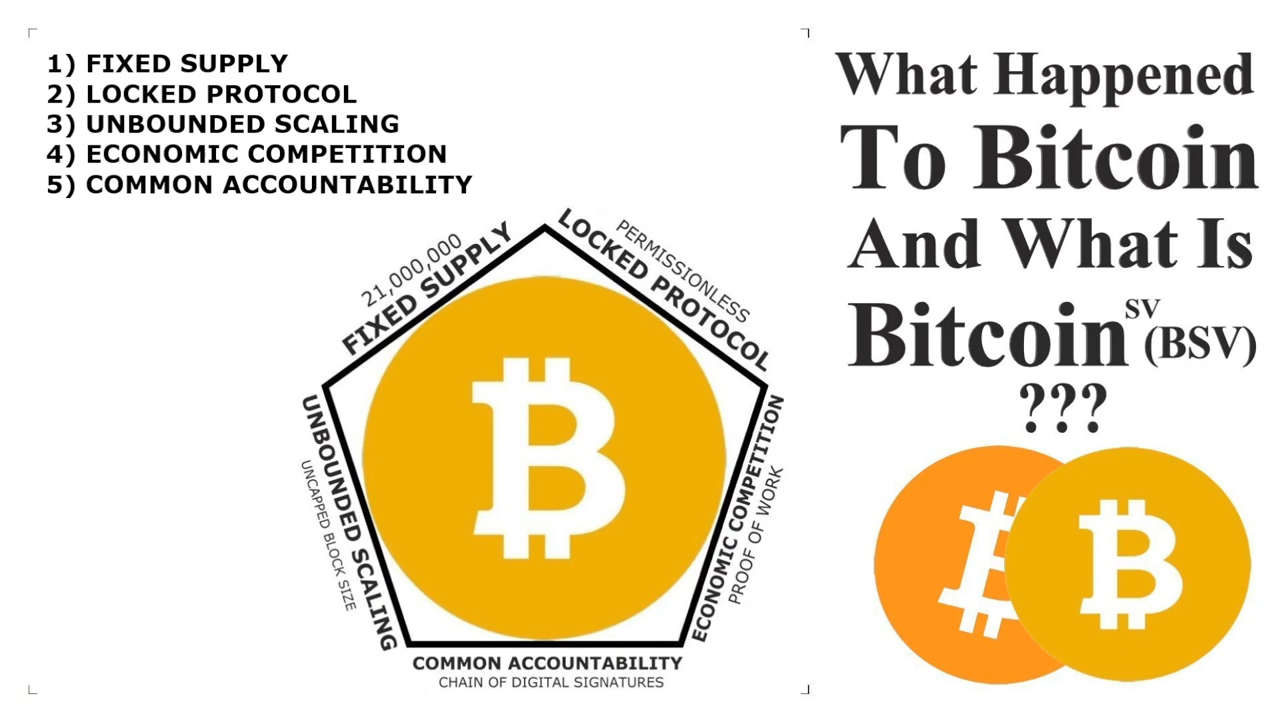 1) FIXED SUPPLY
2) LOCKED PROTOCOL
3) UNBOUNDED SCALING
4) ECONOMIC COMPETITION
5) COMMON ACCOUNTABILITY
21,000,000
FIXED SUPPLY
PERMISSIONLESS
LOCKED PROTOCOL
UNBOUNDED SCALING
UNCAPPED BLOCK SIZE
ECONOMIC COMPETITION
PROOF OF WORK
COMMON ACCOUNTABILITY
CHAIN OF DIGITAL SIGNATURES
What Happened
To Bitcoin
And What Is
Bitcoin SV (BSV)
???